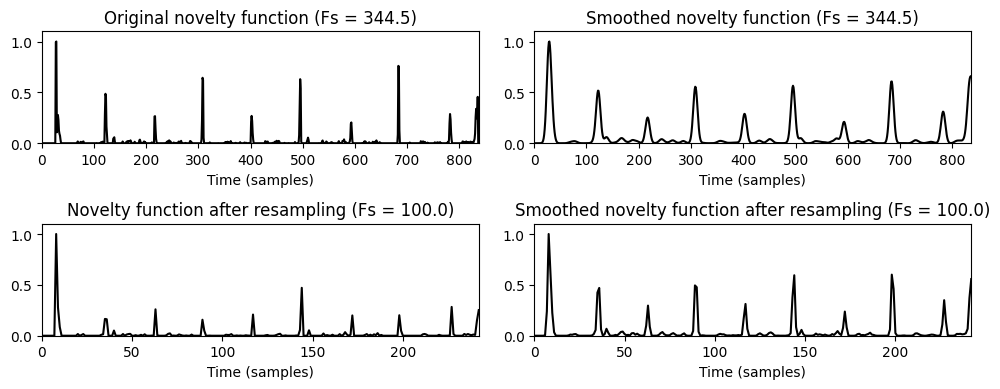 Original novelty function (Fs = 344.5)
1.0
0.5
0.0
0 100 200 300 400 500 600 700 800
Time (samples)
Smoothed novelty function (Fs = 344.5)
1.0
0.5
0.0
0 100 200 300 400 500 600 700 800
Time (samples)
Novelty function after resampling (Fs = 100.0)
1.0
0.5
0.0
0 50 100 150 200
Time (samples)
Smoothed novelty function after resampling (Fs = 100.0)
1.0
0.5
0.0
0 50 100 150 200
Time (samples)